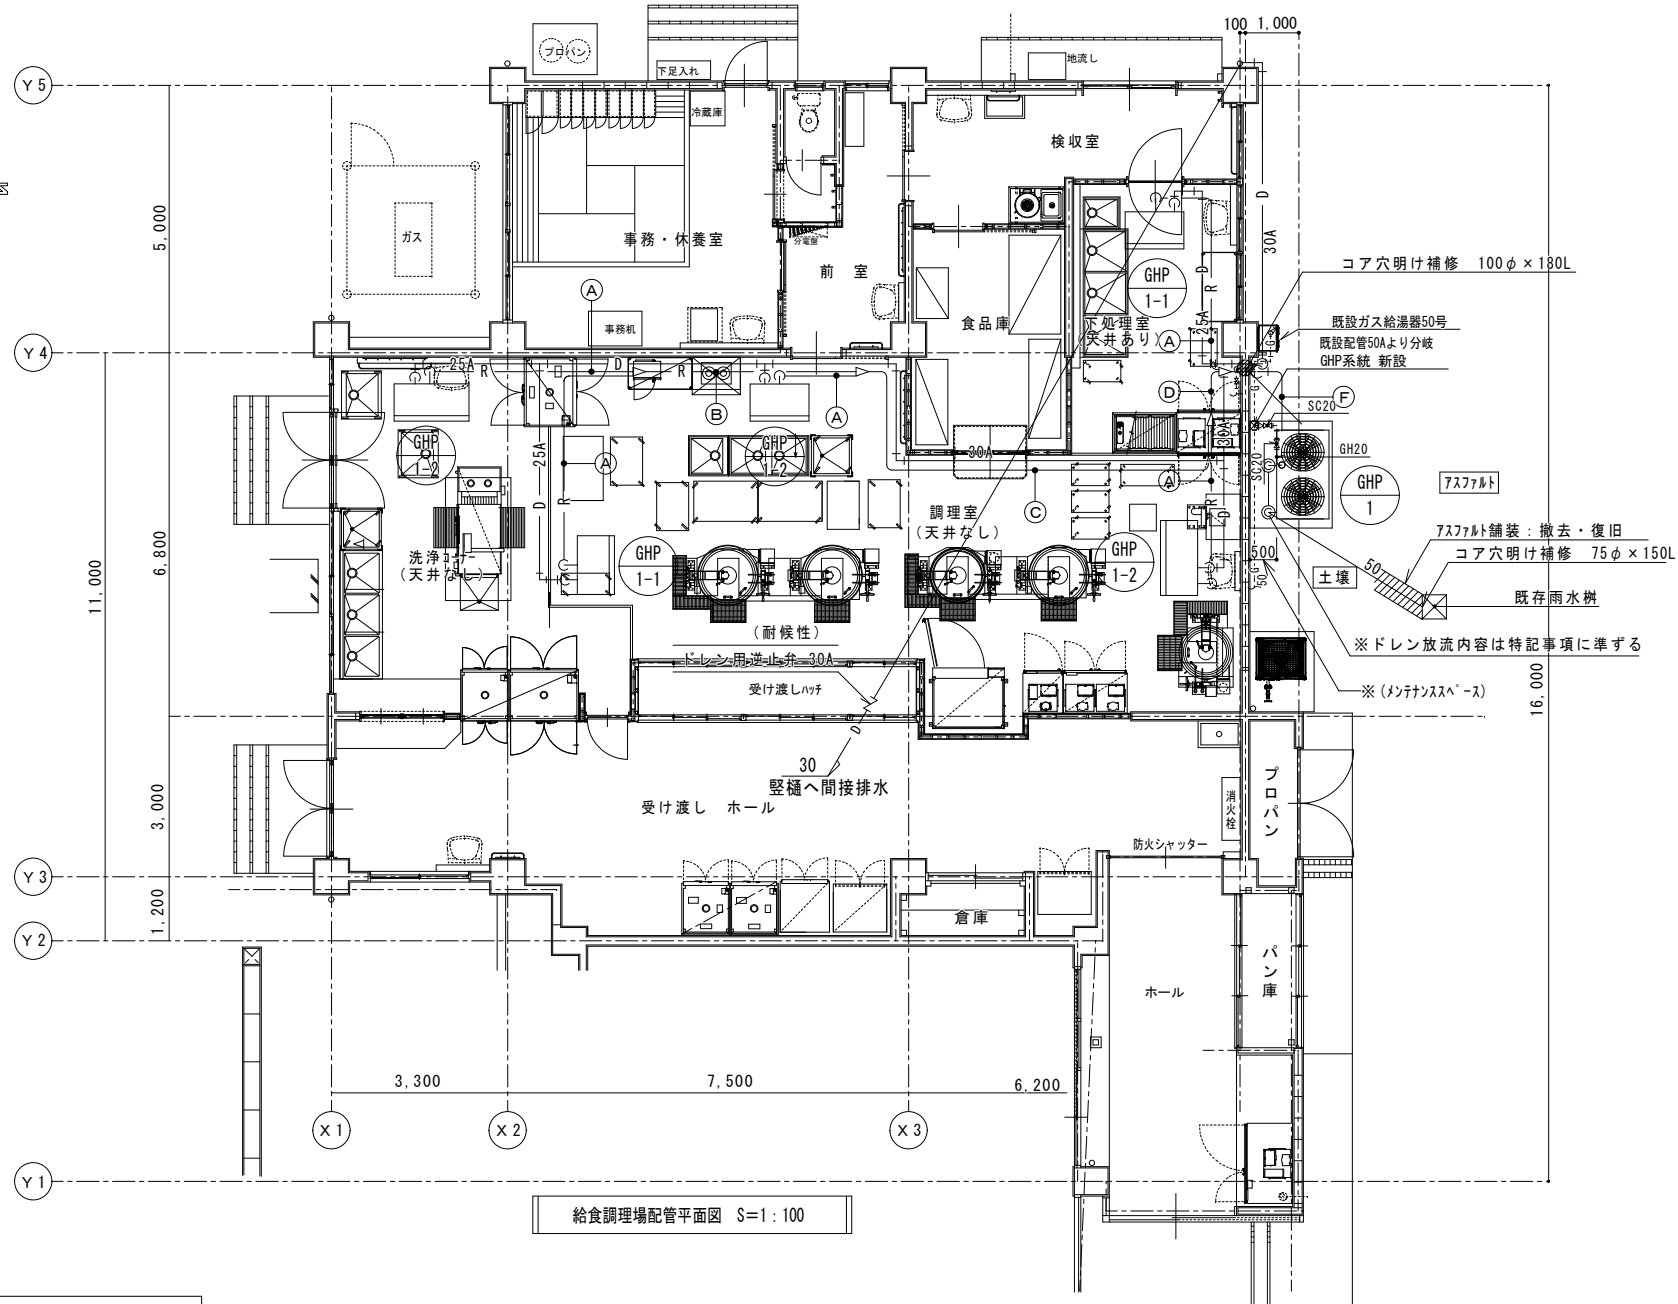 100 1,000
プロパン
下足入れ
地流し
Y5
冷蔵庫
検収室
D
5,000
30A
ガス
事務・休養室
分電盤
前 室
GHP
1-1
D
R
25A
コア穴明け補修 100φ×180L
A
事務机
食品庫
下処理室
(天井あり)
A
既設ガス給湯器50号
既設配管50Aより分岐
GHP系統 新設
Y4
25A
R
D
R
A
B
D
F
SC20
G
30A
GHP
1-2
GHP
1-2
25A
A
30A
A
SC20
GH20
GHP
1
アスファルト
D
R
C
R
D
調理室
(天井なし)
6,800
11,000
洗浄コーナー
(天井なし)
GHP
1-1
GHP
1-2
500
G
50
50
アスファルト舗装：撤去・復旧
コア穴明け補修 75φ×150L
土壌
既存雨水桝
(耐候性)
ドレン用逆止弁 30A
※ドレン放流内容は特記事項に準ずる
受け渡しハッチ
※(メンテナンススペース)
16,000
D
30
竪樋へ間接排水
3,000
受け渡し ホール
消火栓
プロパン
防火シャッター
Y3
1,200
倉庫
Y2
ホール
パン庫
3,300
7,500
6,200
X1
X2
X3
Y1
給食調理場配管平面図 S=1:100